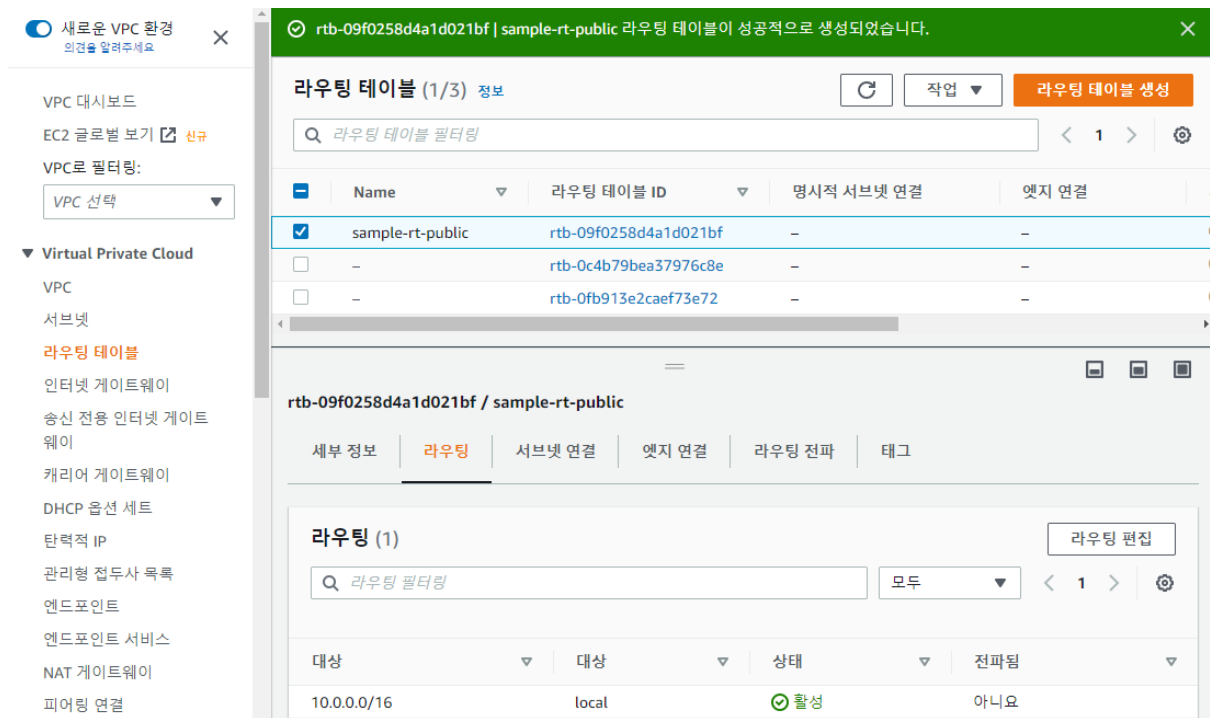 새로운 VPC 환경
의견을 알려주세요
VPC 대시보드
EC2 글로벌 보기 신규
VPC로 필터링:
VPC 선택
Virtual Private Cloud
VPC
서브넷
라우팅 테이블
인터넷 게이트웨이
송신 전용 인터넷 게이트
웨이
캐리어 게이트웨이
DHCP 옵션 세트
탄력적 IP
관리형 접두사 목록
엔드포인트
엔드포인트 서비스
NAT 게이트웨이
피어링 연결
rtb-09f0258d4a1d021bf | sample-rt-public 라우팅 테이블이 성공적으로 생성되었습니다.
라우팅 테이블 (1/3) 정보
작업
라우팅 테이블 생성
라우팅 테이블 필터링
1
Name 라우팅 테이블 ID 명시적 서브넷 연결 엣지 연결
sample-rt-public rtb-09f0258d4a1d021bf – –
– rtb-0c4b79bea37976c8e – –
– rtb-0fb913e2caef73e72 – –
rtb-09f0258d4a1d021bf / sample-rt-public
세부 정보 라우팅 서브넷 연결 엣지 연결 라우팅 전파 태그
라우팅 (1)
라우팅 편집
라우팅 필터링
모두
1
대상 대상 상태 전파됨
10.0.0.0/16 local 활성 아니요